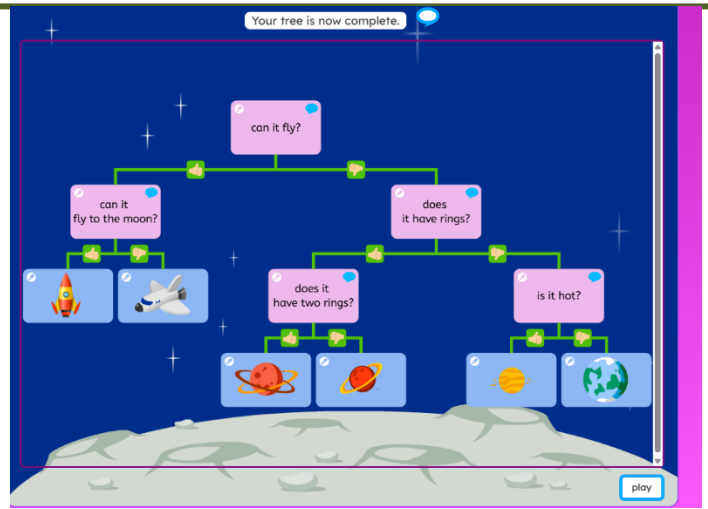 Your tree is now complete.
can it fly?
can it
fly to the moon?
does
it have rings?
does it
have two rings?
is it hot?
play